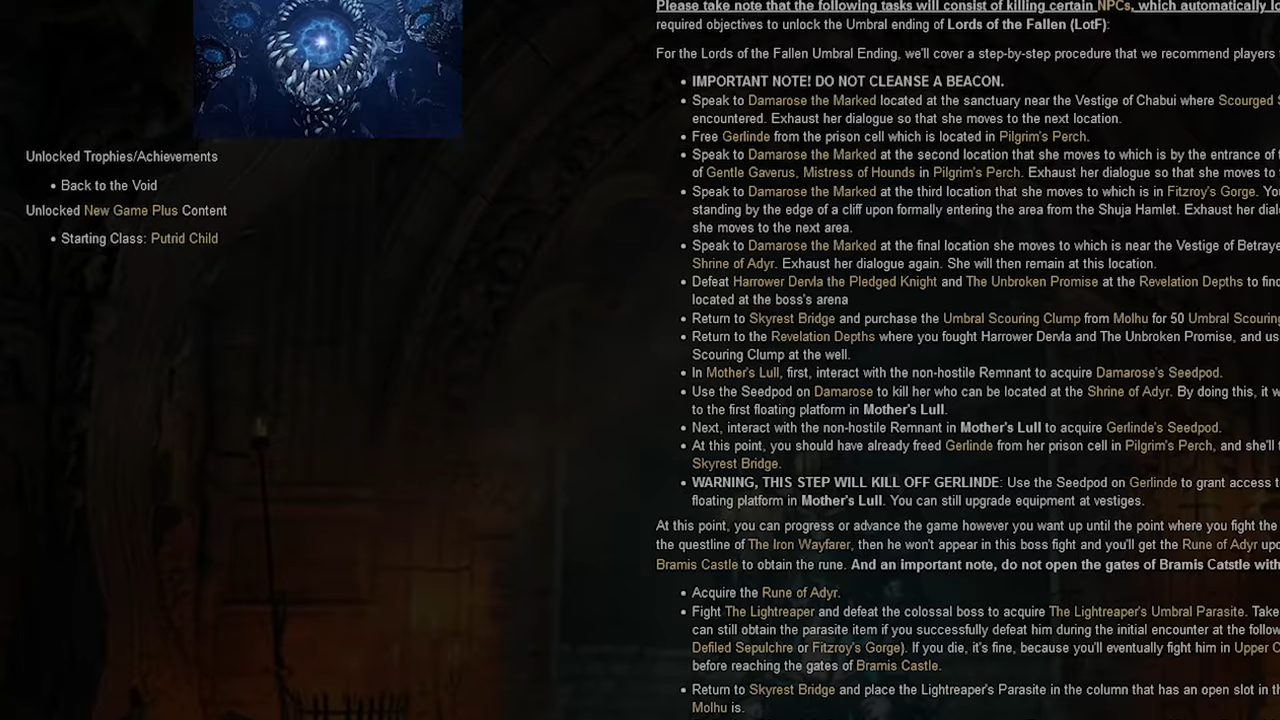 Unlocked Trophies/Achievements
• Back to the Void
Unlocked New Game Plus Content
• Starting Class: Putrid Child
Please take note that the following tasks will consist of killing certain NPCs, which automatically
required objectives to unlock the Umbral ending of Lords of the Fallen (LotF):
For the Lords of the Fallen Umbral Ending, we'll cover a step-by-step procedure that we recommend players
• IMPORTANT NOTE! DO NOT CLEANSE A BEACON.
• Speak to Damarose the Marked located at the sanctuary near the Vestige of Chabui where Scourged
encountered. Exhaust her dialogue so that she moves to the next location.
• Free Gerlinde from the prison cell which is located in Pilgrim's Perch.
• Speak to Damarose the Marked at the second location that she moves to which is by the entrance of
of Gentle Gaverus, Mistress of Hounds in Pilgrim's Perch. Exhaust her dialogue so that she moves to
• Speak to Damarose the Marked at the third location that she moves to which is in Fitzroy's Gorge.
standing by the edge of a cliff upon formally entering the area from the Shuja Hamlet. Exhaust her
she moves to the next area.
• Speak to Damarose the Marked at the final location she moves to which is near the Vestige of
Shrine of Adyr. Exhaust her dialogue again. She will then remain at this location.
• Defeat Harrower Dervla the Pledged Knight and The Unbroken Promise at the Revelation Depths to
located at the boss's arena
• Return to Skyrest Bridge and purchase the Umbral Scouring Clump from Molhu for 50 Umbral Scouring
• Return to the Revelation Depths where you fought Harrower Dervla and The Unbroken Promise, and
Scouring Clump at the well.
• In Mother's Lull, first, interact with the non-hostile Remnant to acquire Damarose's Seedpod.
• Use the Seedpod on Damarose to kill her who can be located at the Shrine of Adyr. By doing this, it
to the first floating platform in Mother's Lull.
• Next, interact with the non-hostile Remnant in Mother's Lull to acquire Gerlinde's Seedpod.
• At this point, you should have already freed Gerlinde from her prison cell in Pilgrim's Perch, and she'll
Skyrest Bridge.
• WARNING, THIS STEP WILL KILL OFF GERLINDE: Use the Seedpod on Gerlinde to grant access
floating platform in Mother's Lull. You can still upgrade equipment at vestiges.
At this point, you can progress or advance the game however you want up until the point where you fight the
the questline of The Iron Wayfarer, then he won't appear in this boss fight and you'll get the Rune of Adyr
Bramis Castle to obtain the rune. And an important note, do not open the gates of Bramis Catstle
• Acquire the Rune of Adyr.
• Fight The Lightreaper and defeat the colossal boss to acquire The Lightreaper's Umbral Parasite. Take
can still obtain the parasite item if you successfully defeat him during the initial encounter at the
Defiled Sepulchre or Fitzroy's Gorge). If you die, it's fine, because you'll eventually fight him in Upper
before reaching the gates of Bramis Castle.
• Return to Skyrest Bridge and place the Lightreaper's Parasite in the column that has an open slot in
Molhu is.